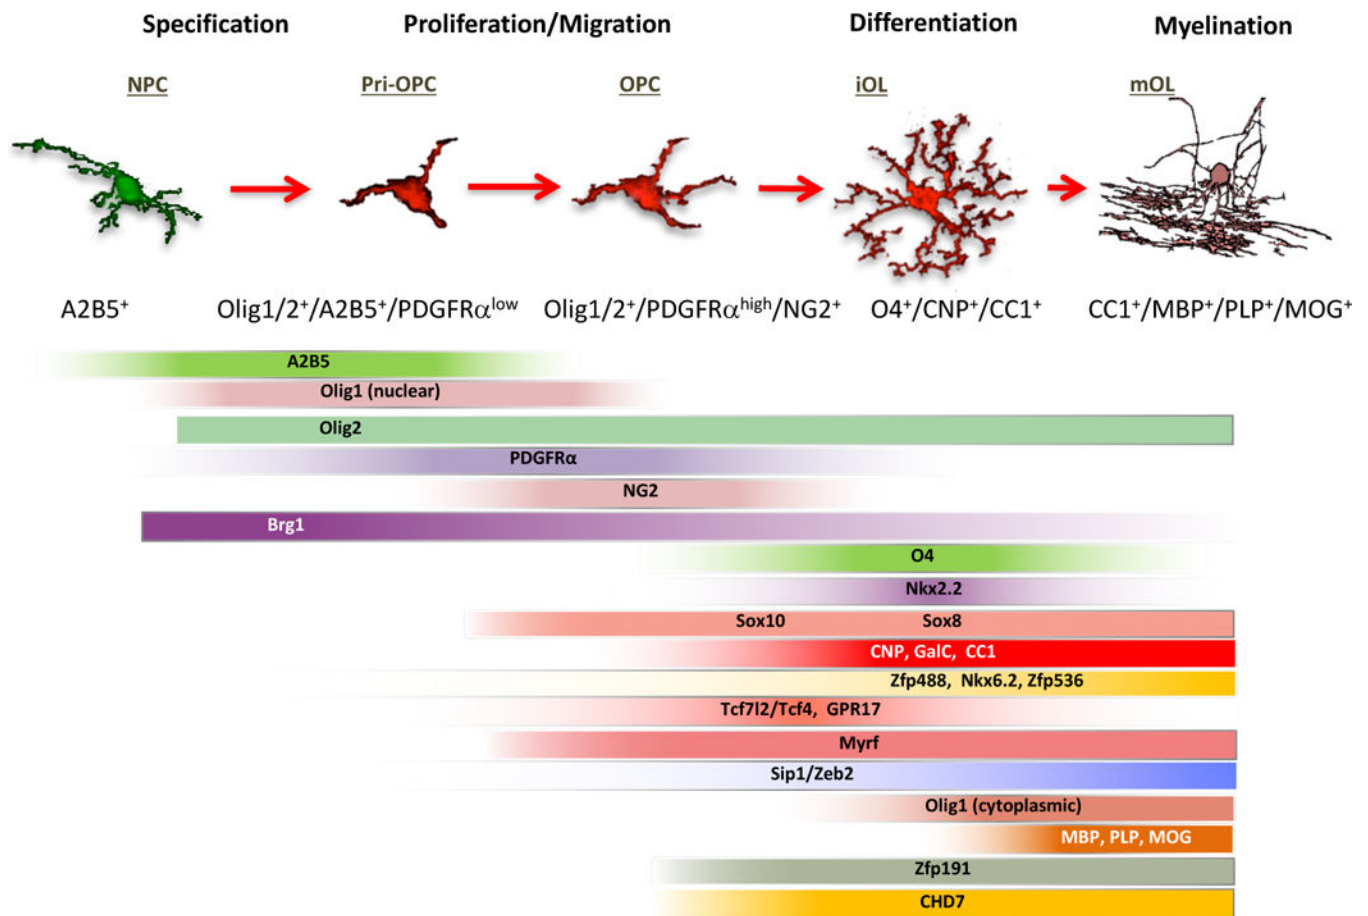 Specification Proliferation/Migration Differentiation Myelination
NPC Pri-OPC OPC iOL mOL
A2B5⁺ Olig1/2⁺/A2B5⁺/PDGFRα^low Olig1/2⁺/PDGFRα^high/NG2⁺ O4⁺/CNP⁺/CC1⁺ CC1⁺/MBP⁺/PLP⁺/MOG⁺
A2B5
Olig1 (nuclear)
Olig2
PDGFRα
NG2
Brg1
O4
Nkx2.2
Sox10 Sox8
CNP, GalC, CC1
Zfp488, Nkx6.2, Zfp536
Tcf7l2/Tcf4, GPR17
Myrf
Sip1/Zeb2
Olig1 (cytoplasmic)
MBP, PLP, MOG
Zfp191
CHD7